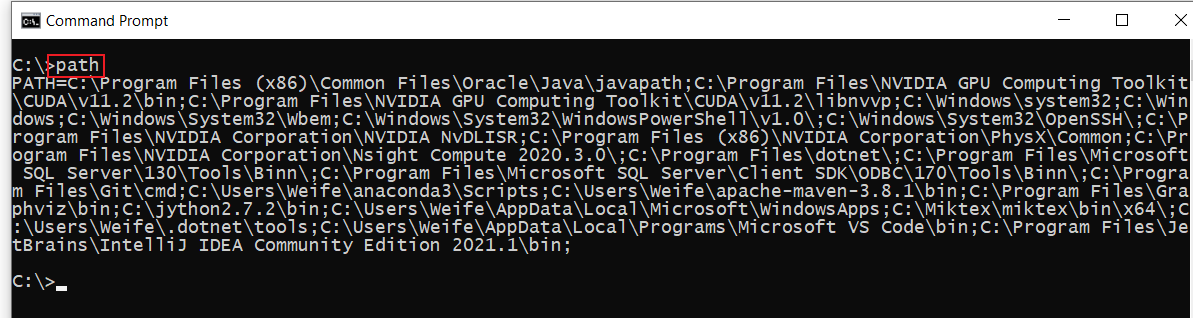 Command Prompt
C:\>path
PATH=C:\Program Files (x86)\Common Files\Oracle\Java\javapath;C:\Program Files\NVIDIA GPU Computing Toolkit
\CUDA\v11.2\bin;C:\Program Files\NVIDIA GPU Computing Toolkit\CUDA\v11.2\libnvvp;C:\Windows\system32;C:\Win
dows;C:\Windows\System32\Wbem;C:\Windows\System32\WindowsPowerShell\v1.0\;C:\Windows\System32\OpenSSH\;C:\P
rogram Files\NVIDIA Corporation\NVIDIA NvDLISR;C:\Program Files (x86)\NVIDIA Corporation\PhysX\Common;C:\Pr
ogram Files\NVIDIA Corporation\Nsight Compute 2020.3.0\;C:\Program Files\dotnet\;C:\Program Files\Microsoft
 SQL Server\130\Tools\Binn\;C:\Program Files\Microsoft SQL Server\Client SDK\ODBC\170\Tools\Binn\;C:\Progra
m Files\Git\cmd;C:\Users\Weife\anaconda3\Scripts;C:\Users\Weife\apache-maven-3.8.1\bin;C:\Program Files\Gra
phviz\bin;C:\jython2.7.2\bin;C:\Users\Weife\AppData\Local\Microsoft\WindowsApps;C:\Miktex\miktex\bin\x64\;C
:\Users\Weife\.dotnet\tools;C:\Users\Weife\AppData\Local\Programs\Microsoft VS Code\bin;C:\Program Files\Je
tBrains\IntelliJ IDEA Community Edition 2021.1\bin;
C:\>